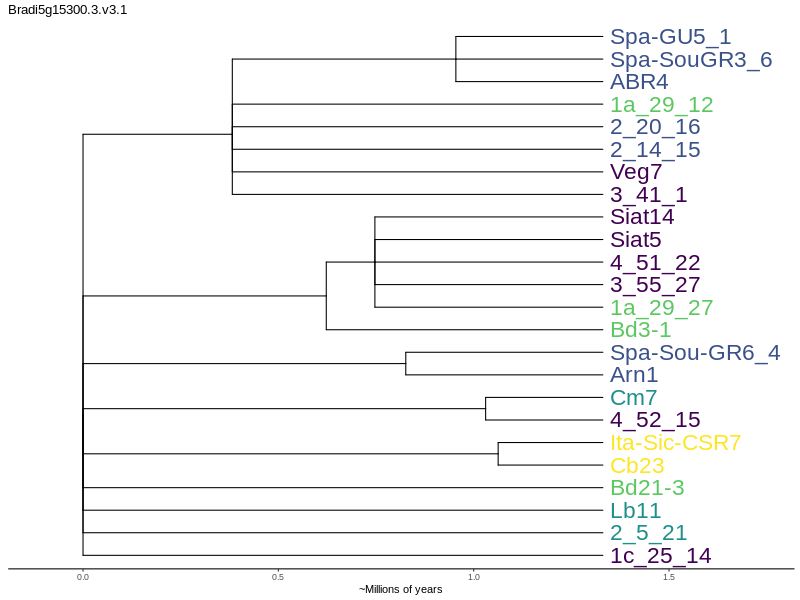 Bradi5g15300.3.v3.1
Spa-GU5_1
Spa-SouGR3_6
ABR4
1a_29_12
2_20_16
2_14_15
Veg7
3_41_1
Siat14
Siat5
4_51_22
3_55_27
1a_29_27
Bd3-1
Spa-Sou-GR6_4
Arn1
Cm7
4_52_15
Ita-Sic-CSR7
Cb23
Bd21-3
Lb11
2_5_21
1c_25_14
0.0 0.5 1.0 1.5
~Millions of years